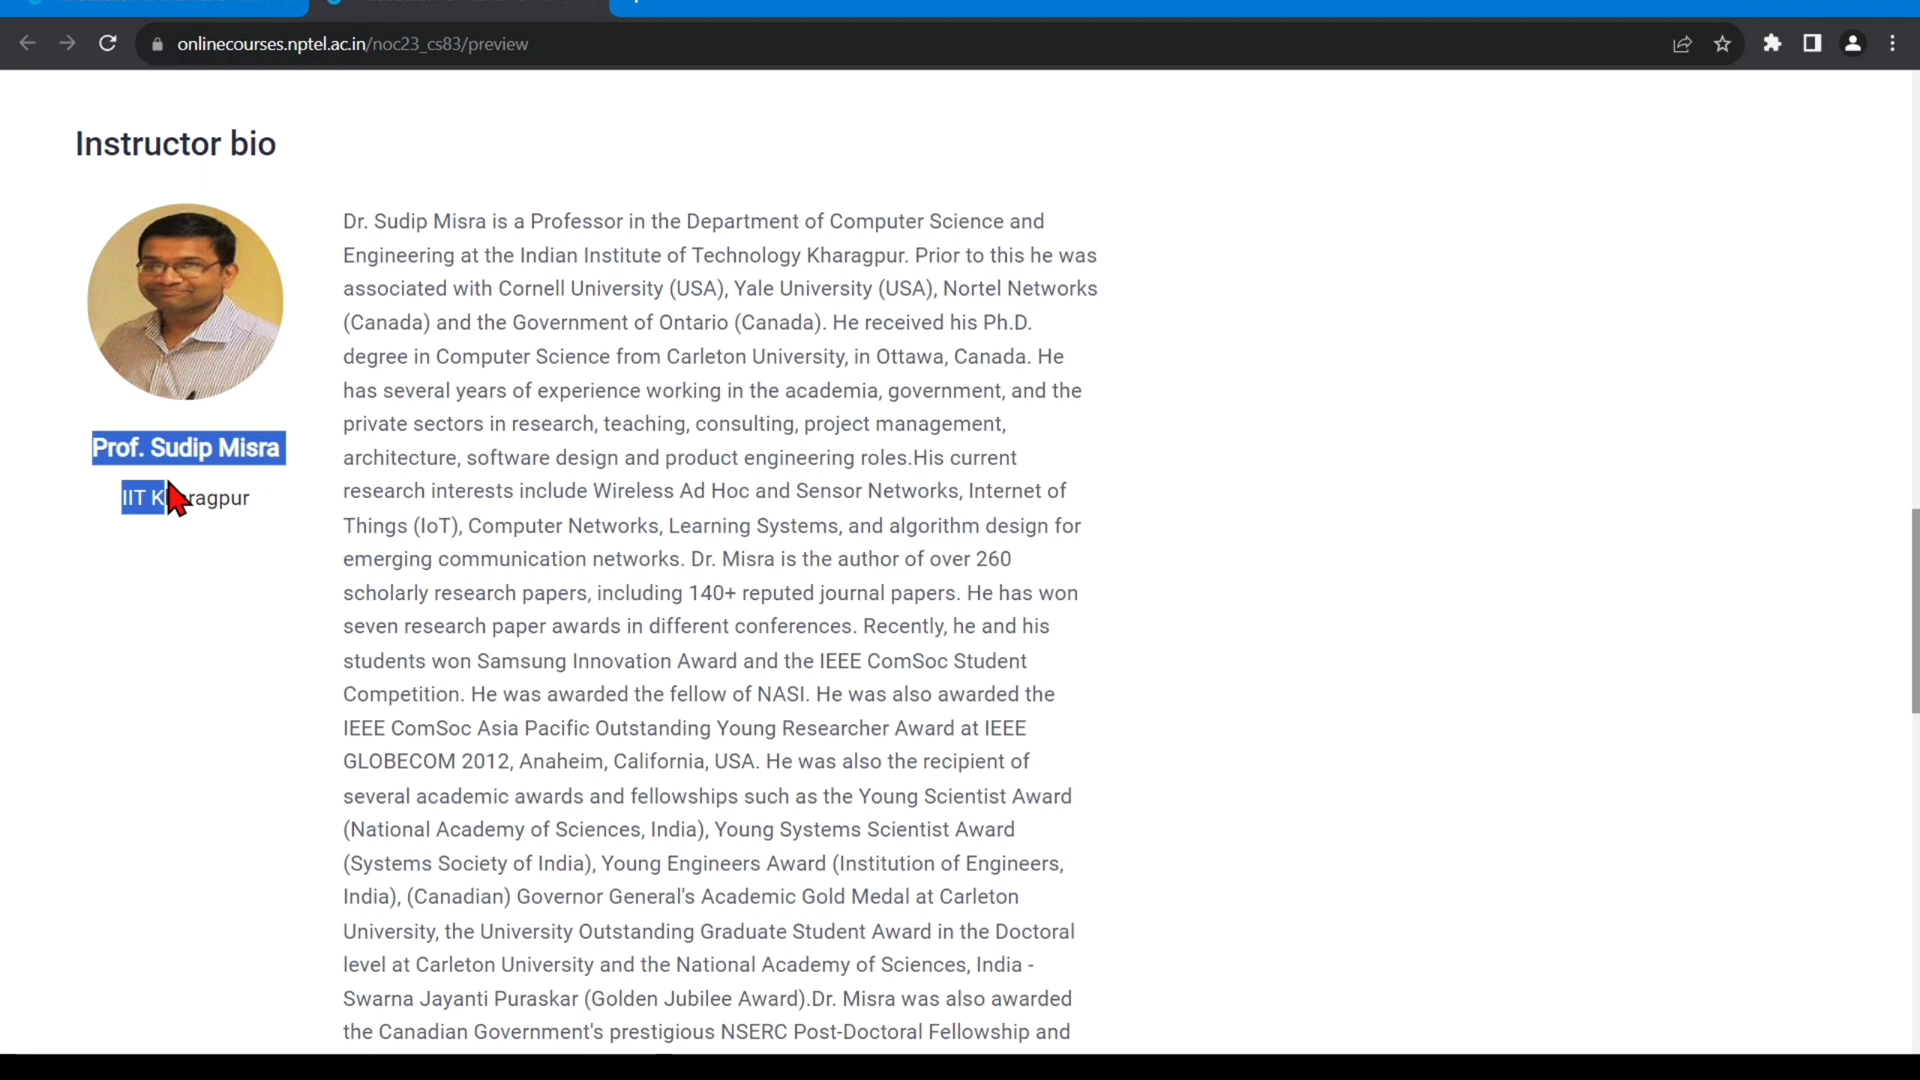 onlinecourses.nptel.ac.in/noc23_cs83/preview
Instructor bio
Prof. Sudip Misra
IIT Kharagpur
Dr. Sudip Misra is a Professor in the Department of Computer Science and
Engineering at the Indian Institute of Technology Kharagpur. Prior to this he was
associated with Cornell University (USA), Yale University (USA), Nortel Networks
(Canada) and the Government of Ontario (Canada). He received his Ph.D.
degree in Computer Science from Carleton University, in Ottawa, Canada. He
has several years of experience working in the academia, government, and the
private sectors in research, teaching, consulting, project management,
architecture, software design and product engineering roles.His current
research interests include Wireless Ad Hoc and Sensor Networks, Internet of
Things (IoT), Computer Networks, Learning Systems, and algorithm design for
emerging communication networks. Dr. Misra is the author of over 260
scholarly research papers, including 140+ reputed journal papers. He has won
seven research paper awards in different conferences. Recently, he and his
students won Samsung Innovation Award and the IEEE ComSoc Student
Competition. He was awarded the fellow of NASI. He was also awarded the
IEEE ComSoc Asia Pacific Outstanding Young Researcher Award at IEEE
GLOBECOM 2012, Anaheim, California, USA. He was also the recipient of
several academic awards and fellowships such as the Young Scientist Award
(National Academy of Sciences, India), Young Systems Scientist Award
(Systems Society of India), Young Engineers Award (Institution of Engineers,
India), (Canadian) Governor General's Academic Gold Medal at Carleton
University, the University Outstanding Graduate Student Award in the Doctoral
level at Carleton University and the National Academy of Sciences, India -
Swarna Jayanti Puraskar (Golden Jubilee Award).Dr. Misra was also awarded
the Canadian Government's prestigious NSERC Post-Doctoral Fellowship and